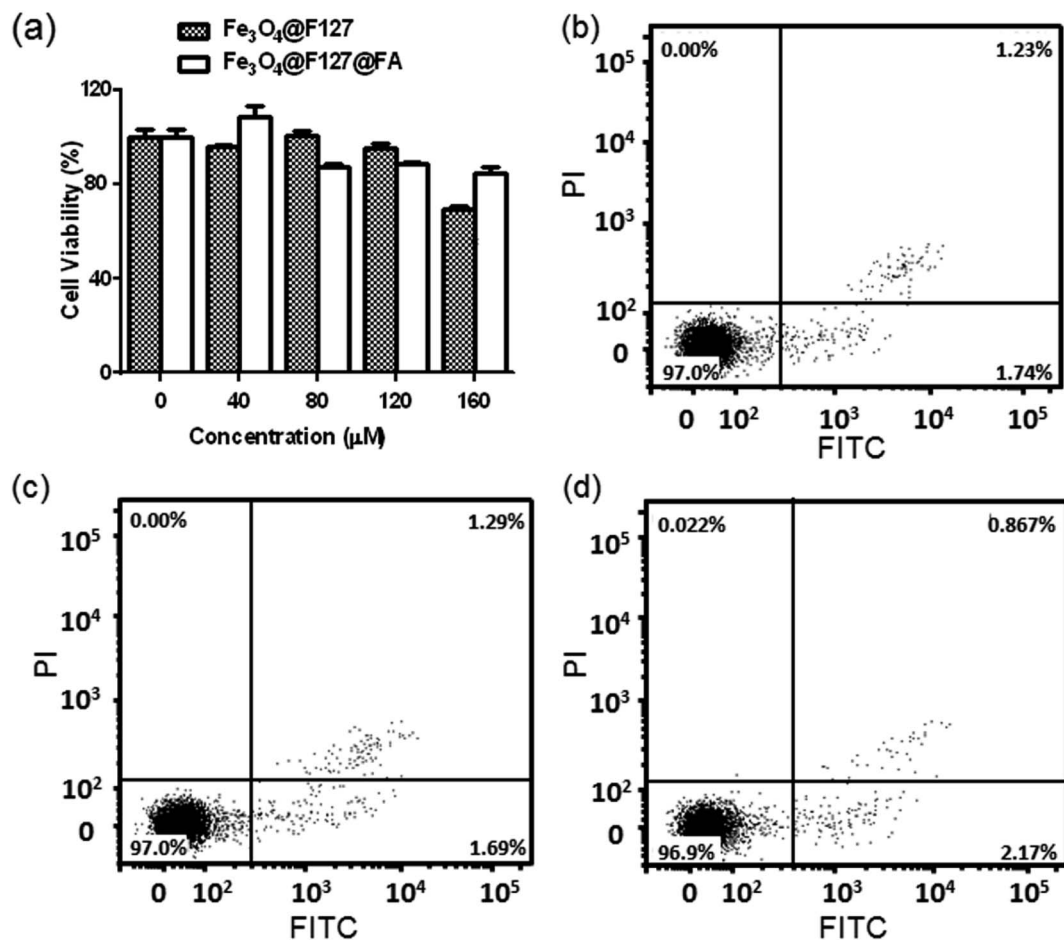 (a)
Fe3O4@F127
Fe3O4@F127@FA
120
80
40
0
Cell Viability (%)
0 40 80 120 160
Concentration (µM)
(b)
0.00% 1.23%
10^5
10^4
10^3
10^2
0
PI
97.0% 1.74%
0 10^2 10^3 10^4 10^5
FITC
(c)
0.00% 1.29%
10^5
10^4
10^3
10^2
0
PI
97.0% 1.69%
0 10^2 10^3 10^4 10^5
FITC
(d)
0.022% 0.867%
10^5
10^4
10^3
10^2
0
PI
96.9% 2.17%
0 10^2 10^3 10^4 10^5
FITC